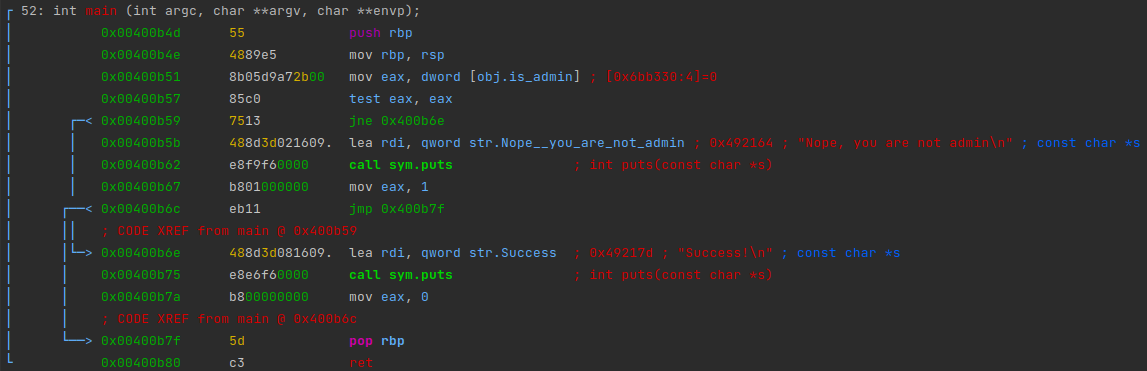 52: int main (int argc, char **argv, char **envp);
0x00400b4d 55 push rbp
0x00400b4e 4889e5 mov rbp, rsp
0x00400b51 8b05d9a72b00 mov eax, dword [obj.is_admin] ; [0x6bb330:4]=0
0x00400b57 85c0 test eax, eax
0x00400b59 7513 jne 0x400b6e
0x00400b5b 488d3d021609. lea rdi, qword str.Nope__you_are_not_admin ; 0x492164 ; "Nope, you are not admin\n" ; const char *s
0x00400b62 e8f9f60000 call sym.puts ; int puts(const char *s)
0x00400b67 b801000000 mov eax, 1
0x00400b6c eb11 jmp 0x400b7f
; CODE XREF from main @ 0x400b59
0x00400b6e 488d3d081609. lea rdi, qword str.Success ; 0x49217d ; "Success!\n" ; const char *s
0x00400b75 e8e6f60000 call sym.puts ; int puts(const char *s)
0x00400b7a b800000000 mov eax, 0
; CODE XREF from main @ 0x400b6c
0x00400b7f 5d pop rbp
0x00400b80 c3 ret